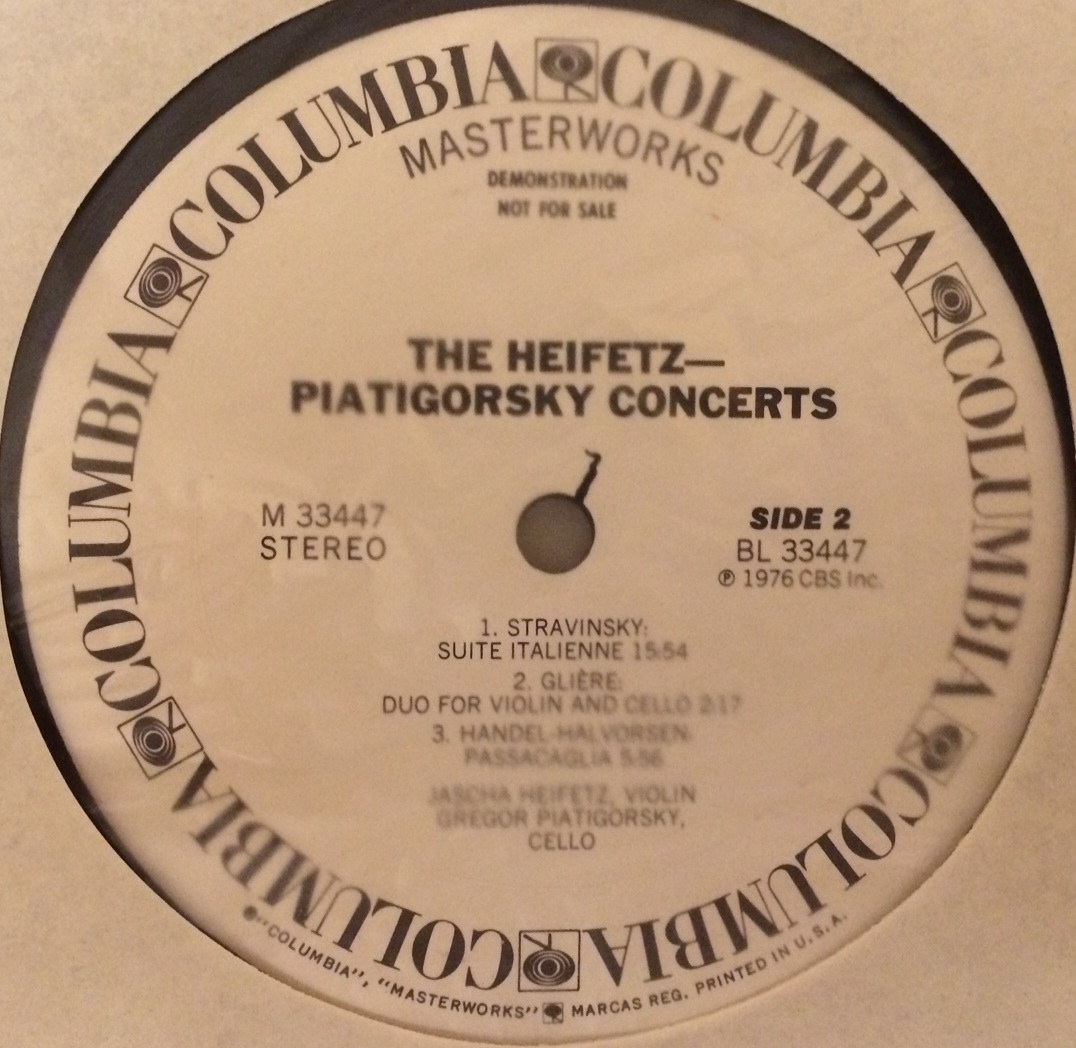 COLUMBIA COLUMBIA COLUMBIA COLUMBIA COLUMBIA COLUMBIA
MASTERWORKS
DEMONSTRATION
NOT FOR SALE
THE HEIFETZ—
PIATIGORSKY CONCERTS
M 33447
STEREO
SIDE 2
BL 33447
℗ 1976 CBS Inc.
1. STRAVINSKY:
SUITE ITALIENNE 15:54
2. GLIÈRE:
DUO FOR VIOLIN AND CELLO 2:17
3. HANDEL-HALVORSEN:
PASSACAGLIA 5:56
JASCHA HEIFETZ, VIOLIN
GREGOR PIATIGORSKY,
CELLO
"COLUMBIA", "MASTERWORKS" MARCAS REG. PRINTED IN U.S.A.